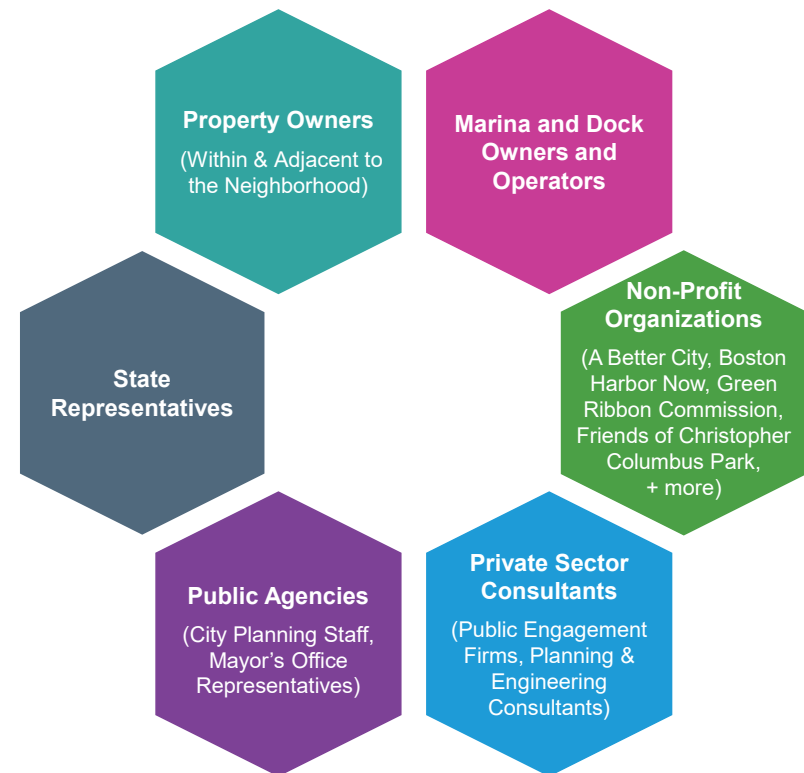 Property Owners
(Within & Adjacent to
the Neighborhood)
Marina and Dock
Owners and
Operators
Non-Profit
Organizations
(A Better City, Boston
Harbor Now, Green
Ribbon Commission,
Friends of Christopher
Columbus Park,
+ more)
State
Representatives
Public Agencies
(City Planning Staff,
Mayor’s Office
Representatives)
Private Sector
Consultants
(Public Engagement
Firms, Planning &
Engineering
Consultants)